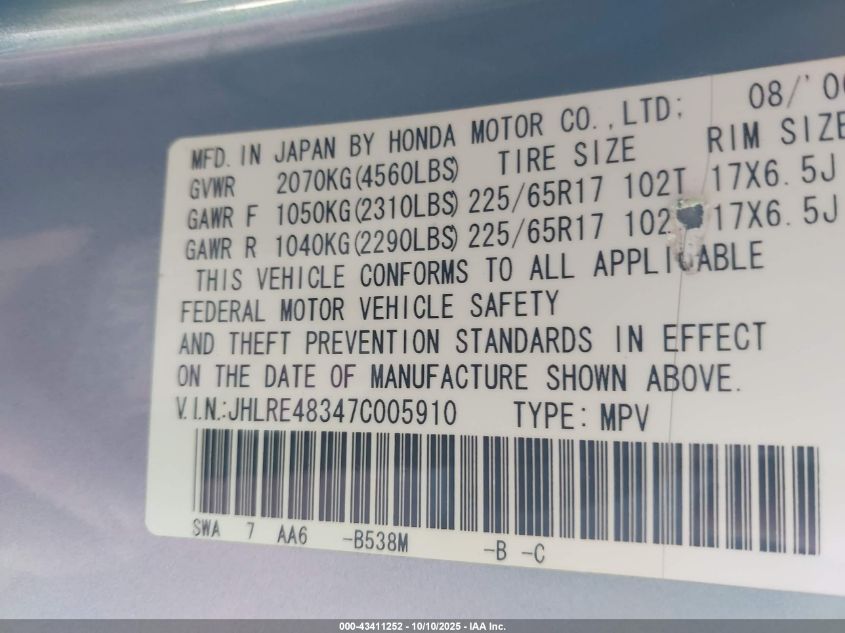 MFD. IN JAPAN BY HONDA MOTOR CO., LTD; 08/'0
GVWR 2070KG(4560LBS) TIRE SIZE RIM SIZE
GAWR F 1050KG(2310LBS) 225/65R17 102T 17X6.5J
GAWR R 1040KG(2290LBS) 225/65R17 102 17X6.5J
THIS VEHICLE CONFORMS TO ALL APPLICABLE
FEDERAL MOTOR VEHICLE SAFETY
AND THEFT PREVENTION STANDARDS IN EFFECT
ON THE DATE OF MANUFACTURE SHOWN ABOVE.
V.I.N.:JHLRE48347C005910 TYPE: MPV
SWA 7 AA6 -B538M -B -C
000-43411252 - 10/10/2025 - IAA Inc.